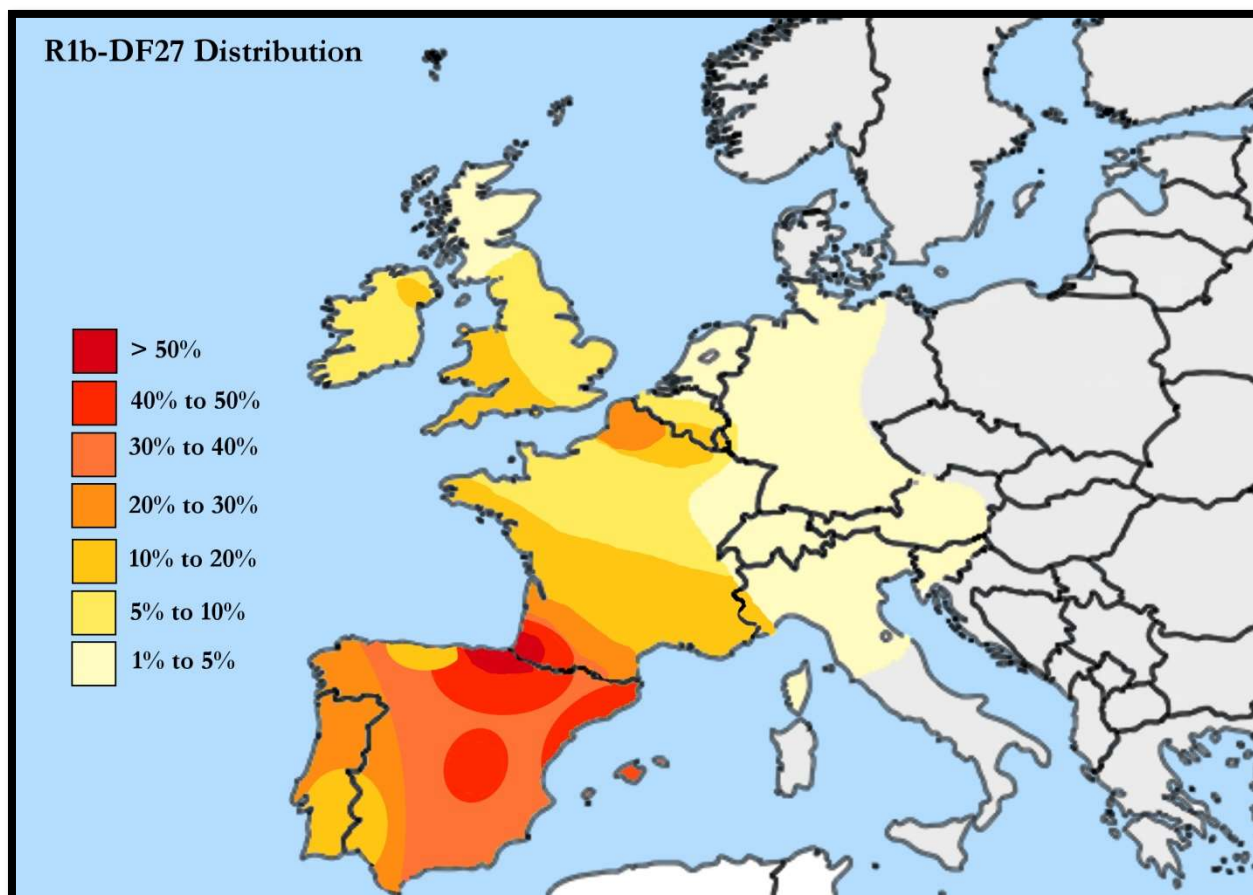 R1b-DF27 Distribution
> 50%
40% to 50%
30% to 40%
20% to 30%
10% to 20%
5% to 10%
1% to 5%